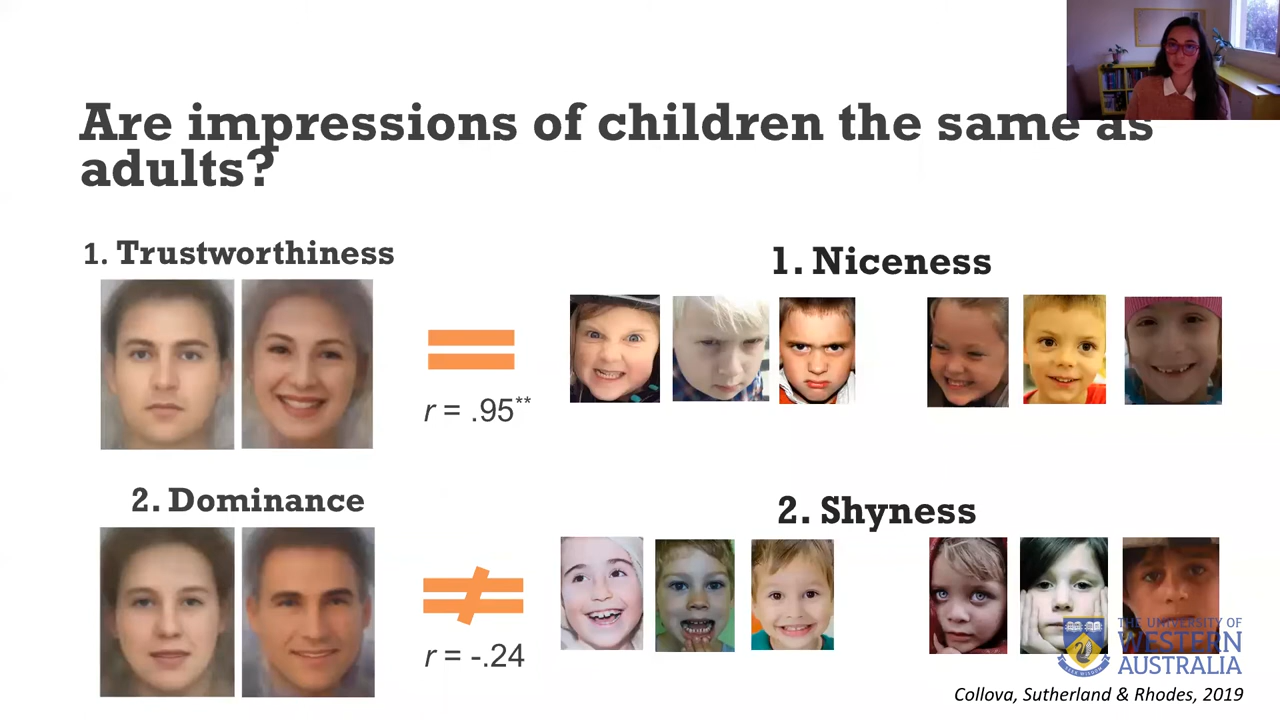 Are impressions of children the same as
adults?
1. Trustworthiness
1. Niceness
r = .95**
2. Dominance
2. Shyness
r = -.24
THE UNIVERSITY OF
WESTERN
AUSTRALIA
Collova, Sutherland & Rhodes, 2019